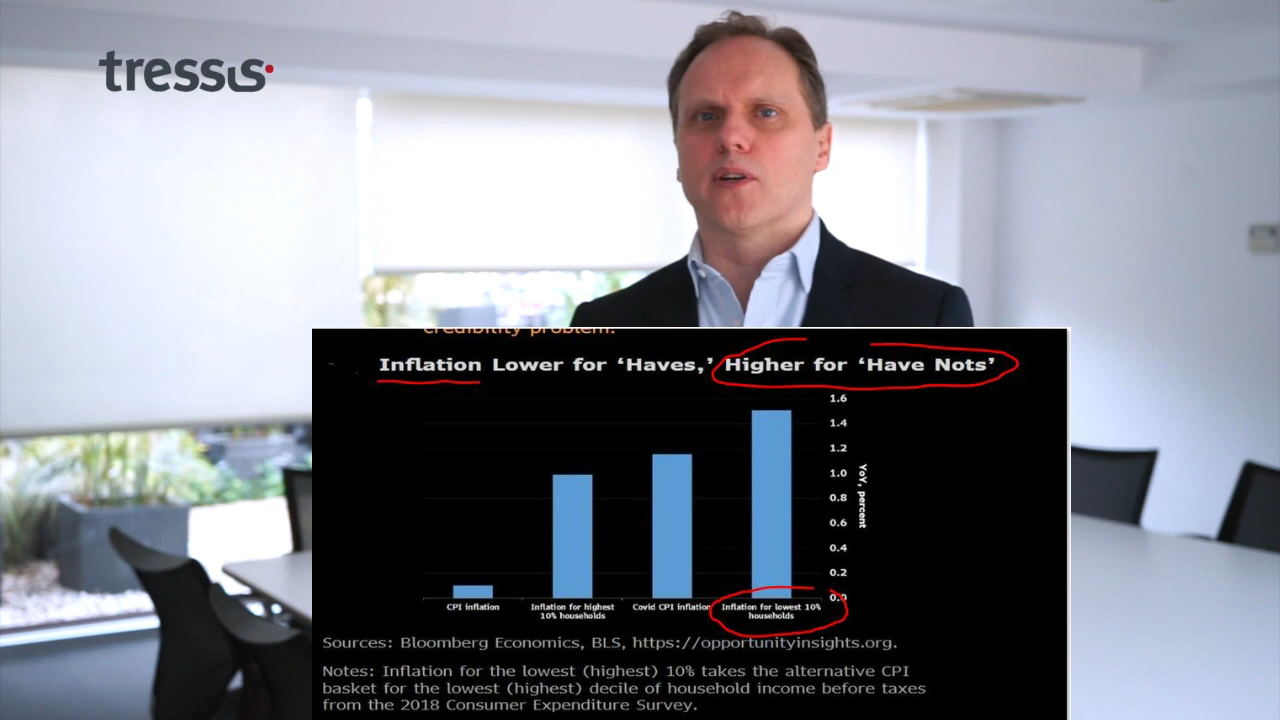 tressis
credibility problem.
Inflation Lower for ‘Haves,’ Higher for ‘Have Nots’
1.6
1.4
1.2
1.0
0.8
0.6
0.4
0.2
0.0
YoY, percent
CPI inflation
Inflation for highest
10% households
Covid CPI inflation
Inflation for lowest 10%
households
Sources: Bloomberg Economics, BLS, https://opportunityinsights.org.
Notes: Inflation for the lowest (highest) 10% takes the alternative CPI
basket for the lowest (highest) decile of household income before taxes
from the 2018 Consumer Expenditure Survey.